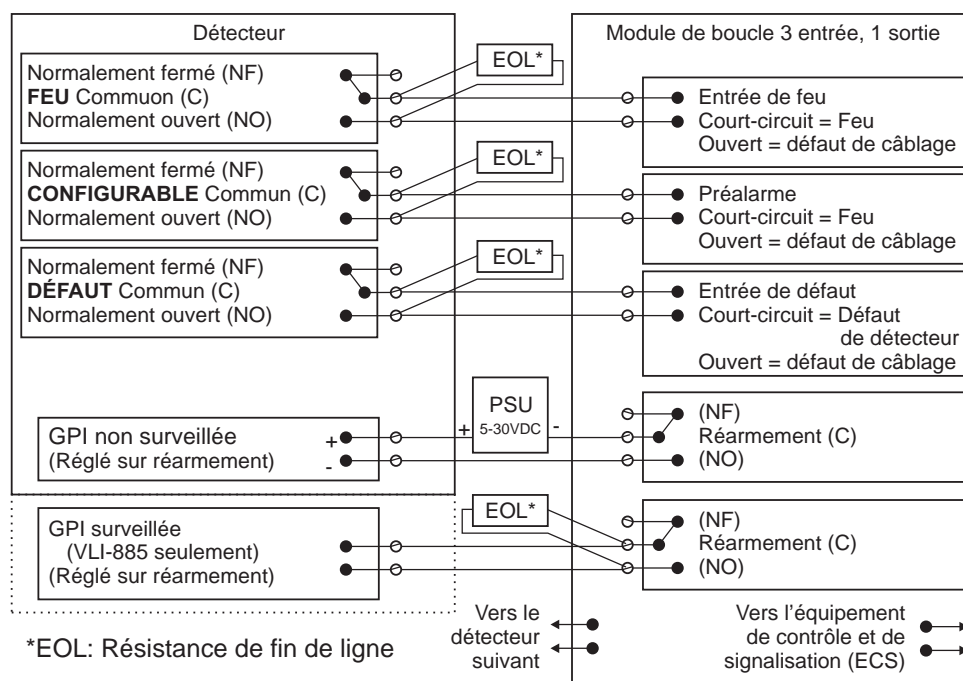 Détecteur
Normalement fermé (NF)
FEU Commuon (C)
Normalement ouvert (NO)
EOL*
Normalement fermé (NF)
CONFIGURABLE Commun (C)
Normalement ouvert (NO)
EOL*
Normalement fermé (NF)
DÉFAUT Commun (C)
Normalement ouvert (NO)
EOL*
GPI non surveillée
(Réglé sur réarmement)
+
-
PSU
+ 5-30VDC -
GPI surveillée
(VLI-885 seulement)
(Réglé sur réarmement)
EOL*
Module de boucle 3 entrée, 1 sortie
Entrée de feu
Court-circuit = Feu
Ouvert = défaut de câblage
Préalarme
Court-circuit = Feu
Ouvert = défaut de câblage
Entrée de défaut
Court-circuit = Défaut
de détecteur
Ouvert = défaut de câblage
(NF)
Réarmement (C)
(NO)
(NF)
Réarmement (C)
(NO)
*EOL: Résistance de fin de ligne
Vers le
détecteur
suivant
Vers l'équipement
de contrôle et de
signalisation (ECS)